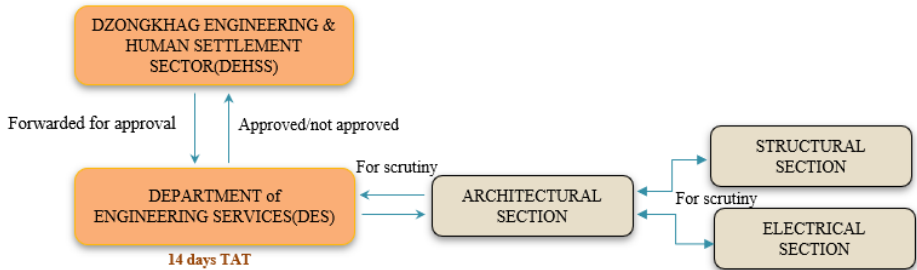 DZONGKHAG ENGINEERING &
HUMAN SETTLEMENT
SECTOR(DEHSS)
Forwarded for approval
Approved/not approved
For scrutiny
DEPARTMENT of
ENGINEERING SERVICES(DES)
14 days TAT
ARCHITECTURAL
SECTION
STRUCTURAL
SECTION
For scrutiny
ELECTRICAL
SECTION